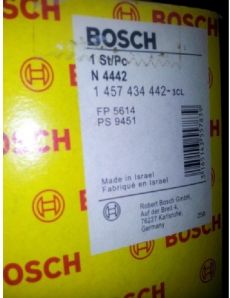 BOSCH
1 St/Pc
N 4442
1 457 434 442-3CL
FP 5614
PS 9451
Made in Israel
Fabriqué en Israel
Robert Bosch GmbH
Auf der Breit 4,
76227 Karlsruhe,
Germany
BOSCH
BOSCH
BOSCH